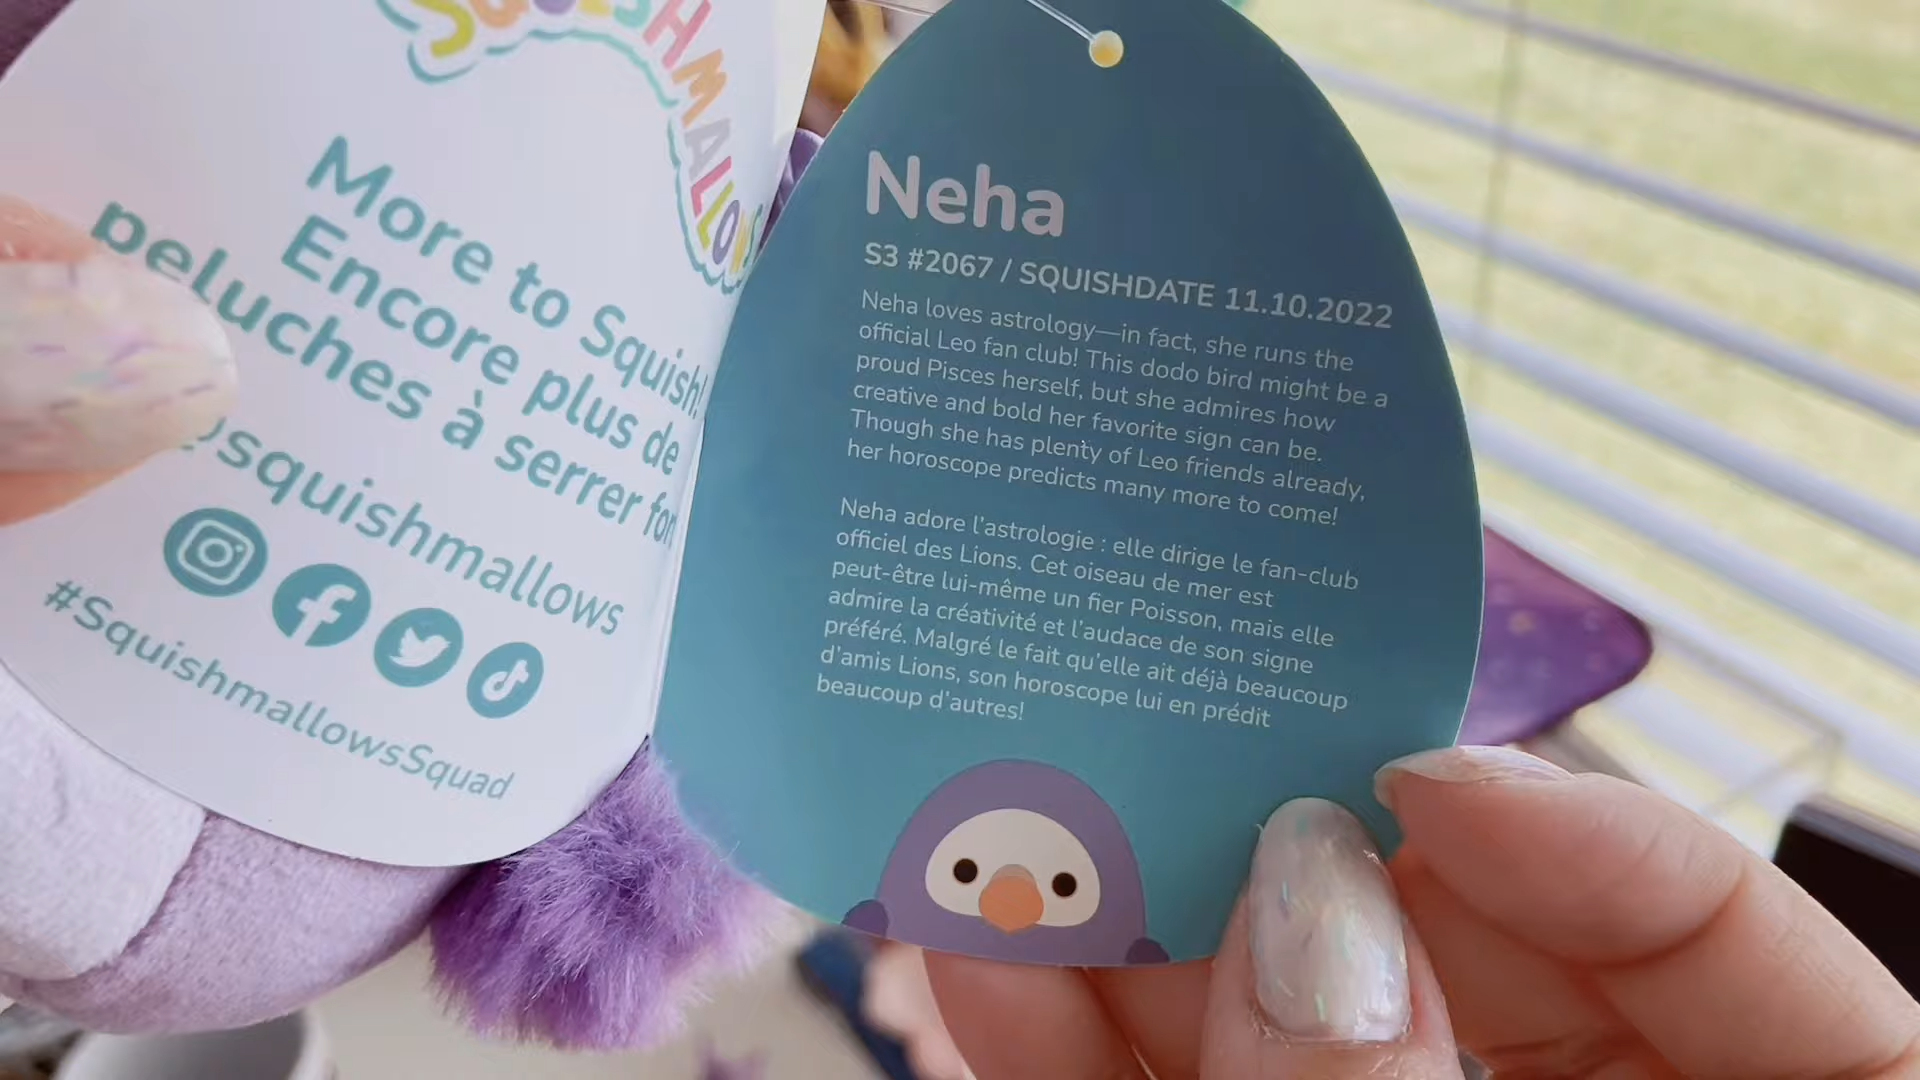 SQUISHMALLOWS
More to Squish!
Encore plus de
peluches à serrer for
@squishmallows
#SquishmallowsSquad
Neha
S3 #2067 / SQUISHDATE 11.10.2022
Neha loves astrology—in fact, she runs the
official Leo fan club! This dodo bird might be a
proud Pisces herself, but she admires how
creative and bold her favorite sign can be.
Though she has plenty of Leo friends already,
her horoscope predicts many more to come!
Neha adore l'astrologie : elle dirige le fan-club
officiel des Lions. Cet oiseau de mer est
peut-être lui-même un fier Poisson, mais elle
admire la créativité et l'audace de son signe
préféré. Malgré le fait qu'elle ait déjà beaucoup
d'amis Lions, son horoscope lui en prédit
beaucoup d'autres!